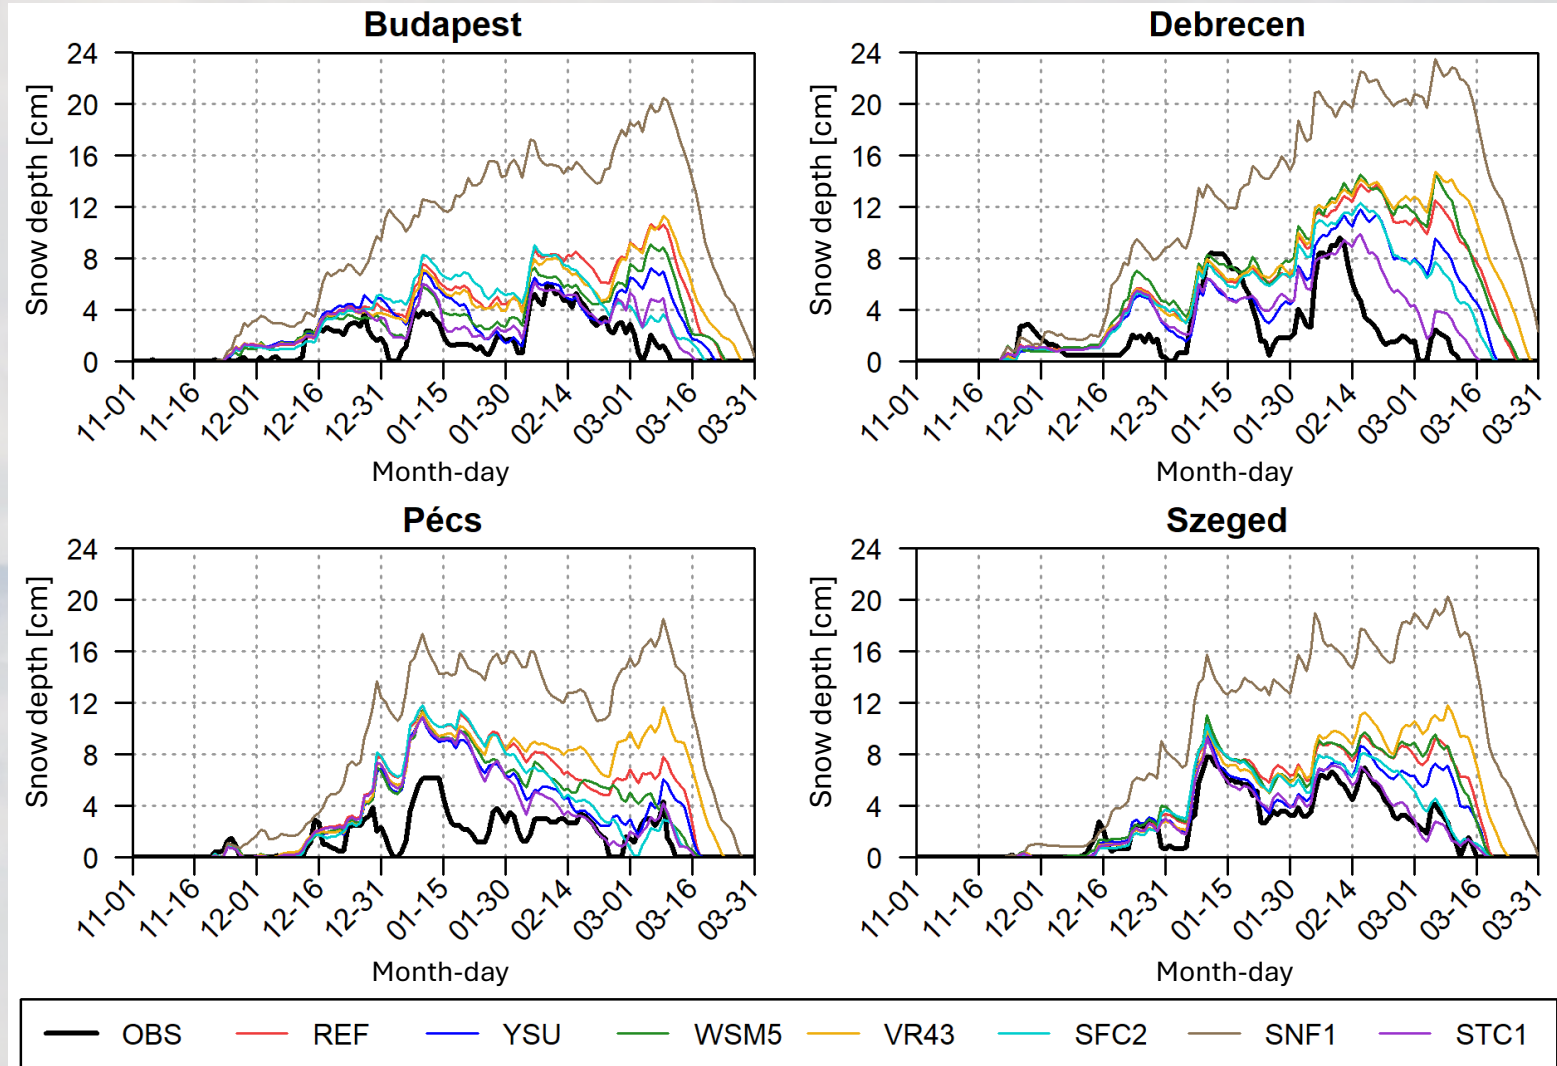 Budapest
24
20
16
12
8
4
0
Snow depth [cm]
11-01 11-16 12-01 12-16 12-31 01-15 01-30 02-14 03-01 03-16 03-31
Month-day
Debrecen
24
20
16
12
8
4
0
Snow depth [cm]
11-01 11-16 12-01 12-16 12-31 01-15 01-30 02-14 03-01 03-16 03-31
Month-day
Pécs
24
20
16
12
8
4
0
Snow depth [cm]
11-01 11-16 12-01 12-16 12-31 01-15 01-30 02-14 03-01 03-16 03-31
Month-day
Szeged
24
20
16
12
8
4
0
Snow depth [cm]
11-01 11-16 12-01 12-16 12-31 01-15 01-30 02-14 03-01 03-16 03-31
Month-day
OBS REF YSU WSM5 VR43 SFC2 SNF1 STC1